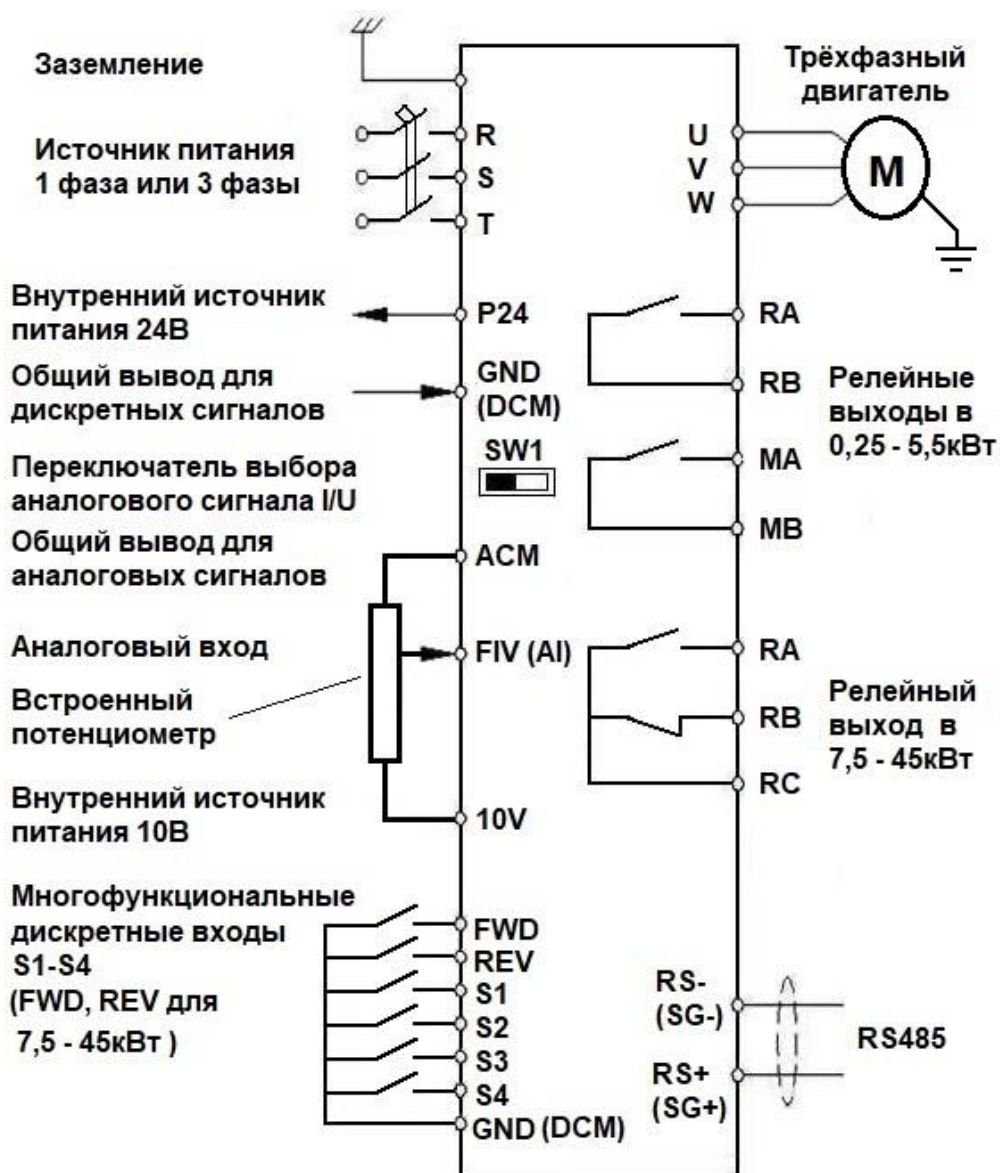 Заземление
Источник питания
1 фаза или 3 фазы
R
S
T
Внутренний источник
питания 24В
P24
Общий вывод для
дискретных сигналов
GND
(DCM)
SW1
Переключатель выбора
аналогового сигнала I/U
Общий вывод для
аналоговых сигналов
ACM
Аналоговый вход
FIV (AI)
Встроенный
потенциометр
Внутренний источник
питания 10В
10V
Многофункциональные
дискретные входы
S1-S4
(FWD, REV для
7,5 - 45кВт )
FWD
REV
S1
S2
S3
S4
GND (DCM)
Трёхфазный
двигатель
U
V
W
M
RA
RB
Релейные
выходы в
0,25 - 5,5кВт
MA
MB
RA
RB
RC
Релейный
выход в
7,5 - 45кВт
RS-
(SG-)
RS+
(SG+)
RS485